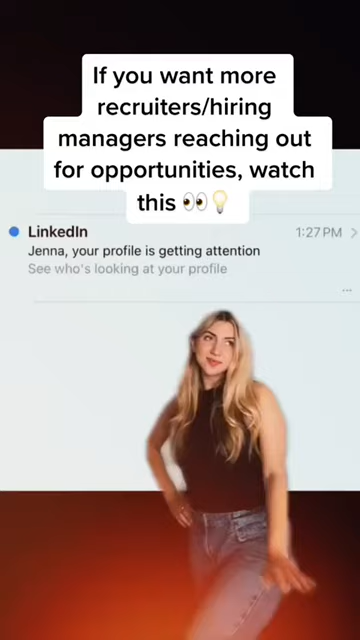 If you want more
recruiters/hiring
managers reaching out
for opportunities, watch
this 👀💡
LinkedIn
1:27 PM
Jenna, your profile is getting attention
See who's looking at your profile